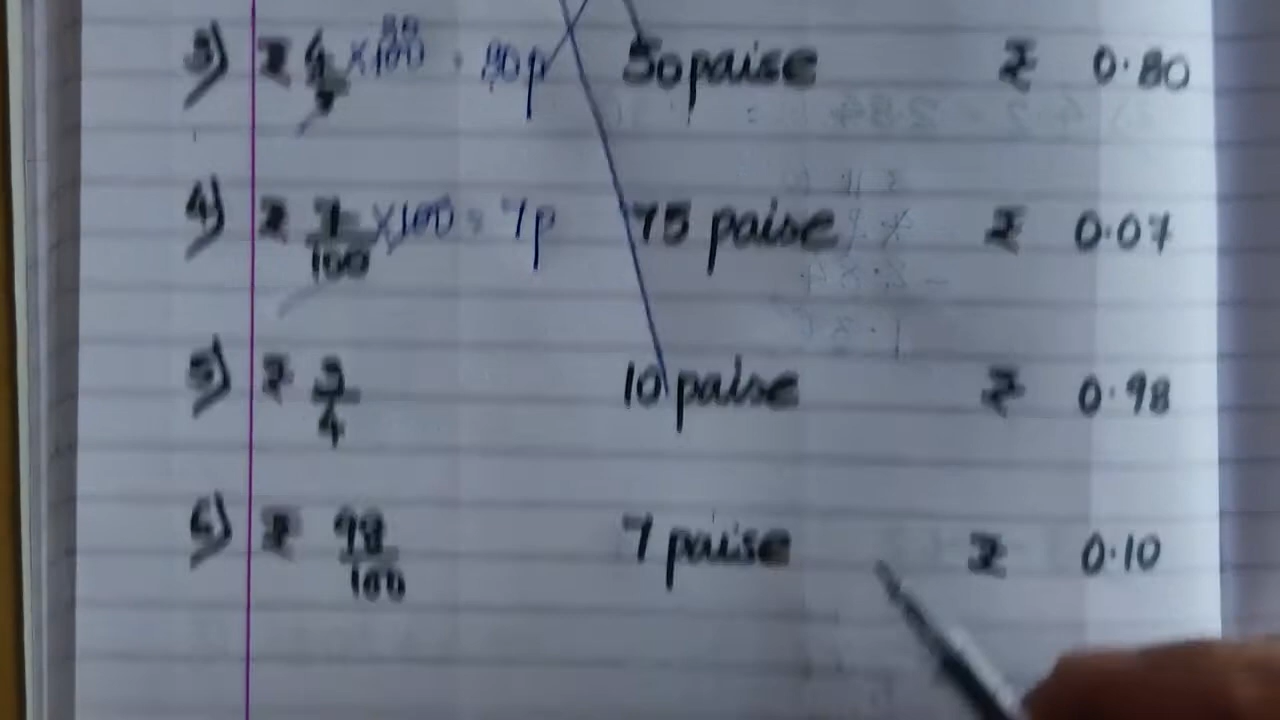 3) ₹ 4/5 × 100 = 80p 50 paise ₹ 0.80
4) ₹ 7/100 × 100 = 7p 75 paise ₹ 0.07
5) ₹ 3/4 10 paise ₹ 0.98
6) ₹ 98/100 7 paise ₹ 0.10